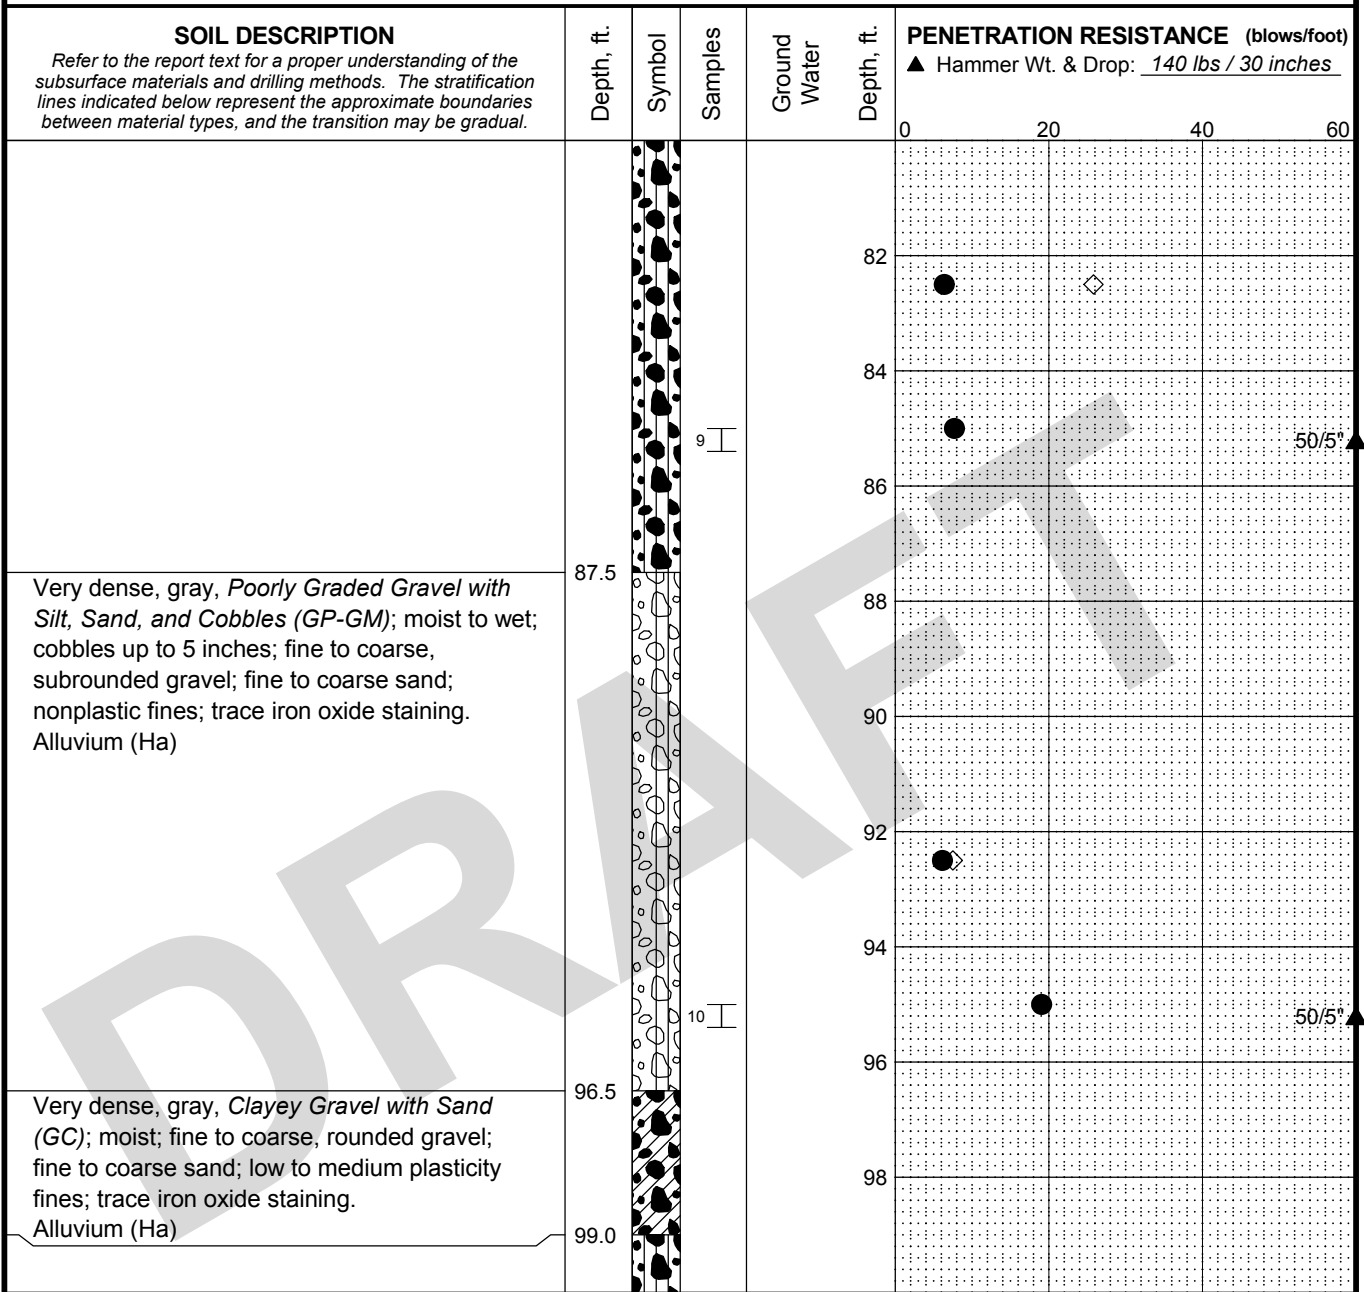 SOIL DESCRIPTION
Refer to the report text for a proper understanding of the
subsurface materials and drilling methods. The stratification
lines indicated below represent the approximate boundaries
between material types, and the transition may be gradual.
Depth, ft.
Symbol
Samples
Ground
Water
Depth, ft.
PENETRATION RESISTANCE (blows/foot)
▲ Hammer Wt. & Drop: 140 lbs / 30 inches
0 20 40 60
82
84
9
50/5"
86
87.5
Very dense, gray, Poorly Graded Gravel with
Silt, Sand, and Cobbles (GP-GM); moist to wet;
cobbles up to 5 inches; fine to coarse,
subrounded gravel; fine to coarse sand;
nonplastic fines; trace iron oxide staining.
Alluvium (Ha)
88
90
92
94
10
50/5"
96
96.5
Very dense, gray, Clayey Gravel with Sand
(GC); moist; fine to coarse, rounded gravel;
fine to coarse sand; low to medium plasticity
fines; trace iron oxide staining.
Alluvium (Ha)
98
99.0
DRAFT